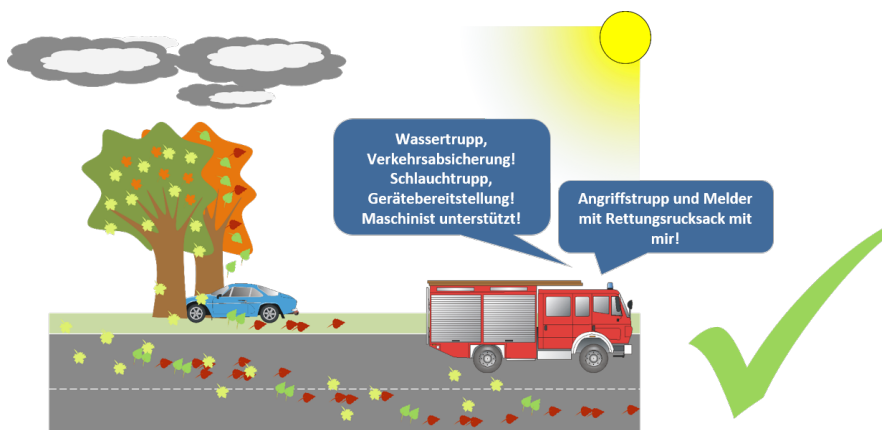 Wassertrupp,
Verkehrsabsicherung!
Schlauchtrupp,
Gerätebereitstellung!
Maschinist unterstützt!
Angriffstrupp und Melder
mit Rettungsrucksack mit
mir!